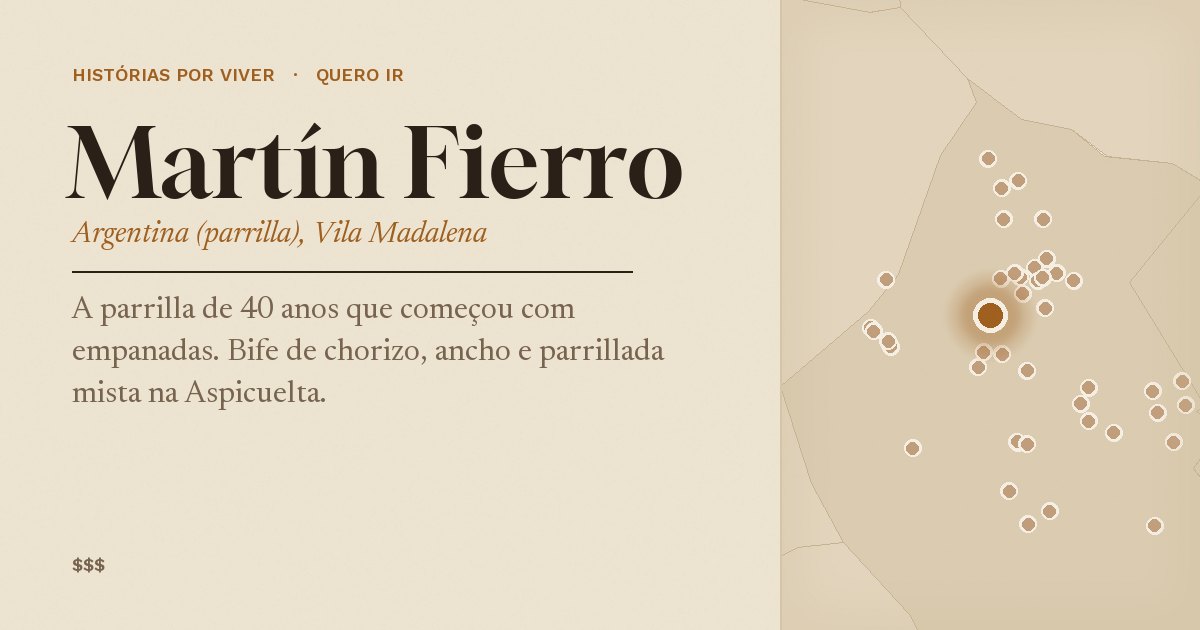 HISTÓRIAS POR VIVER · QUERO IR
Martín Fierro
Argentina (parrilla), Vila Madalena
A parrilla de 40 anos que começou com
empanadas. Bife de chorizo, ancho e parrillada
mista na Aspicuelta.
$$$